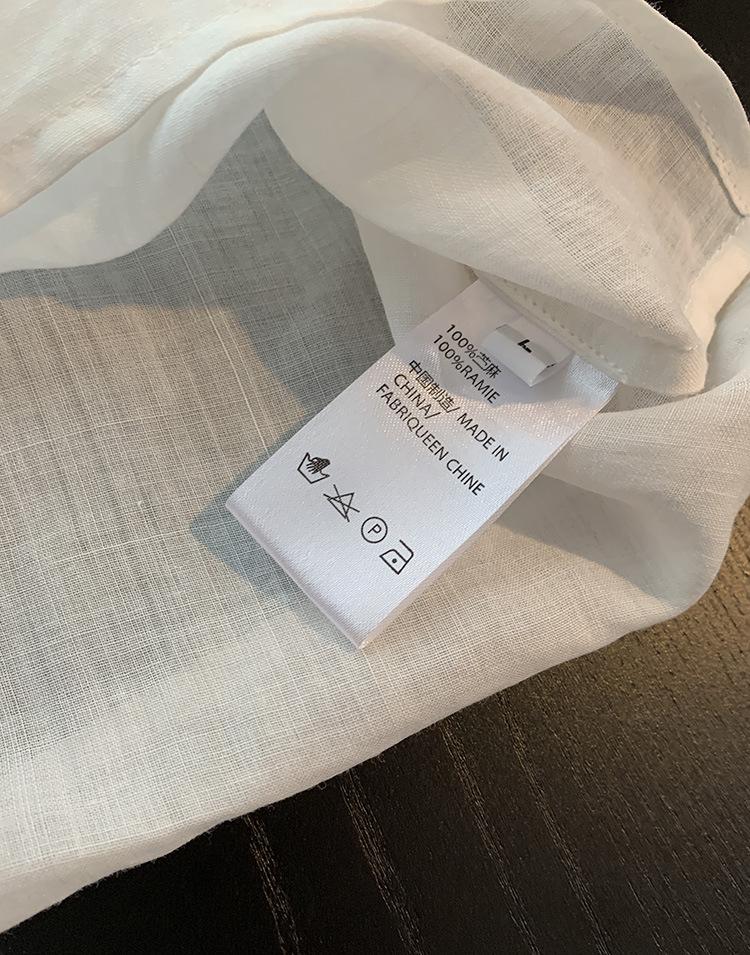 L
100%苎麻
100%RAMIE
中国制造/ MADE IN
CHINA/
FABRIQUEEN CHINE
P